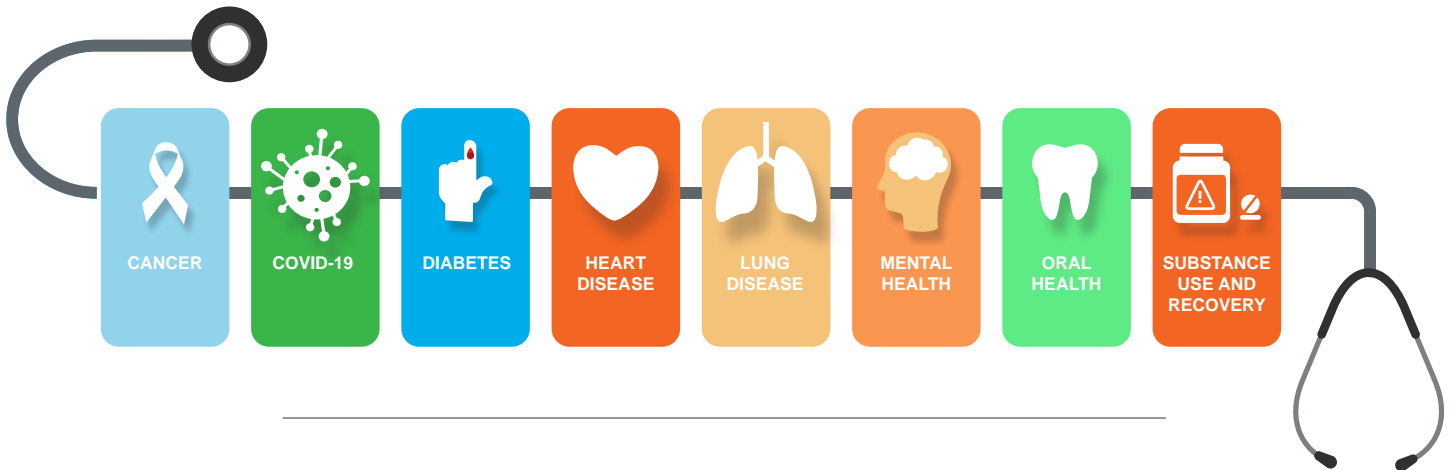 CANCER
COVID-19
DIABETES
HEART
DISEASE
LUNG
DISEASE
MENTAL
HEALTH
ORAL
HEALTH
SUBSTANCE
USE AND
RECOVERY